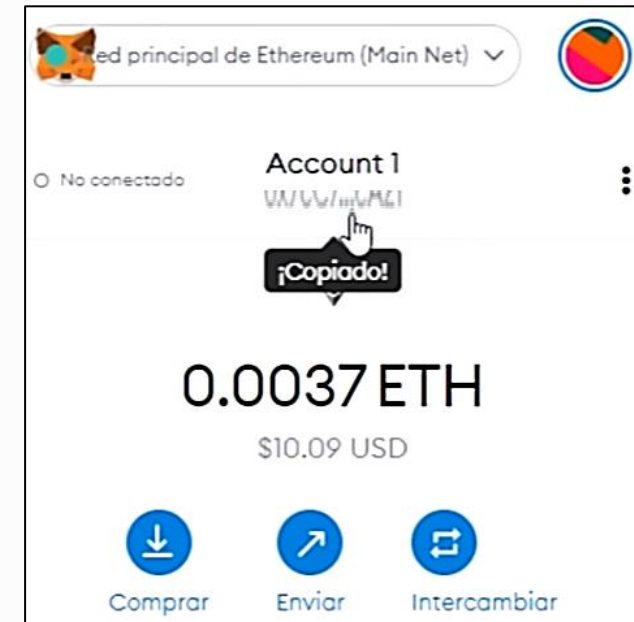 Red principal de Ethereum (Main Net)
No conectado
Account 1
¡Copiado!
0.0037 ETH
$10.09 USD
Comprar
Enviar
Intercambiar